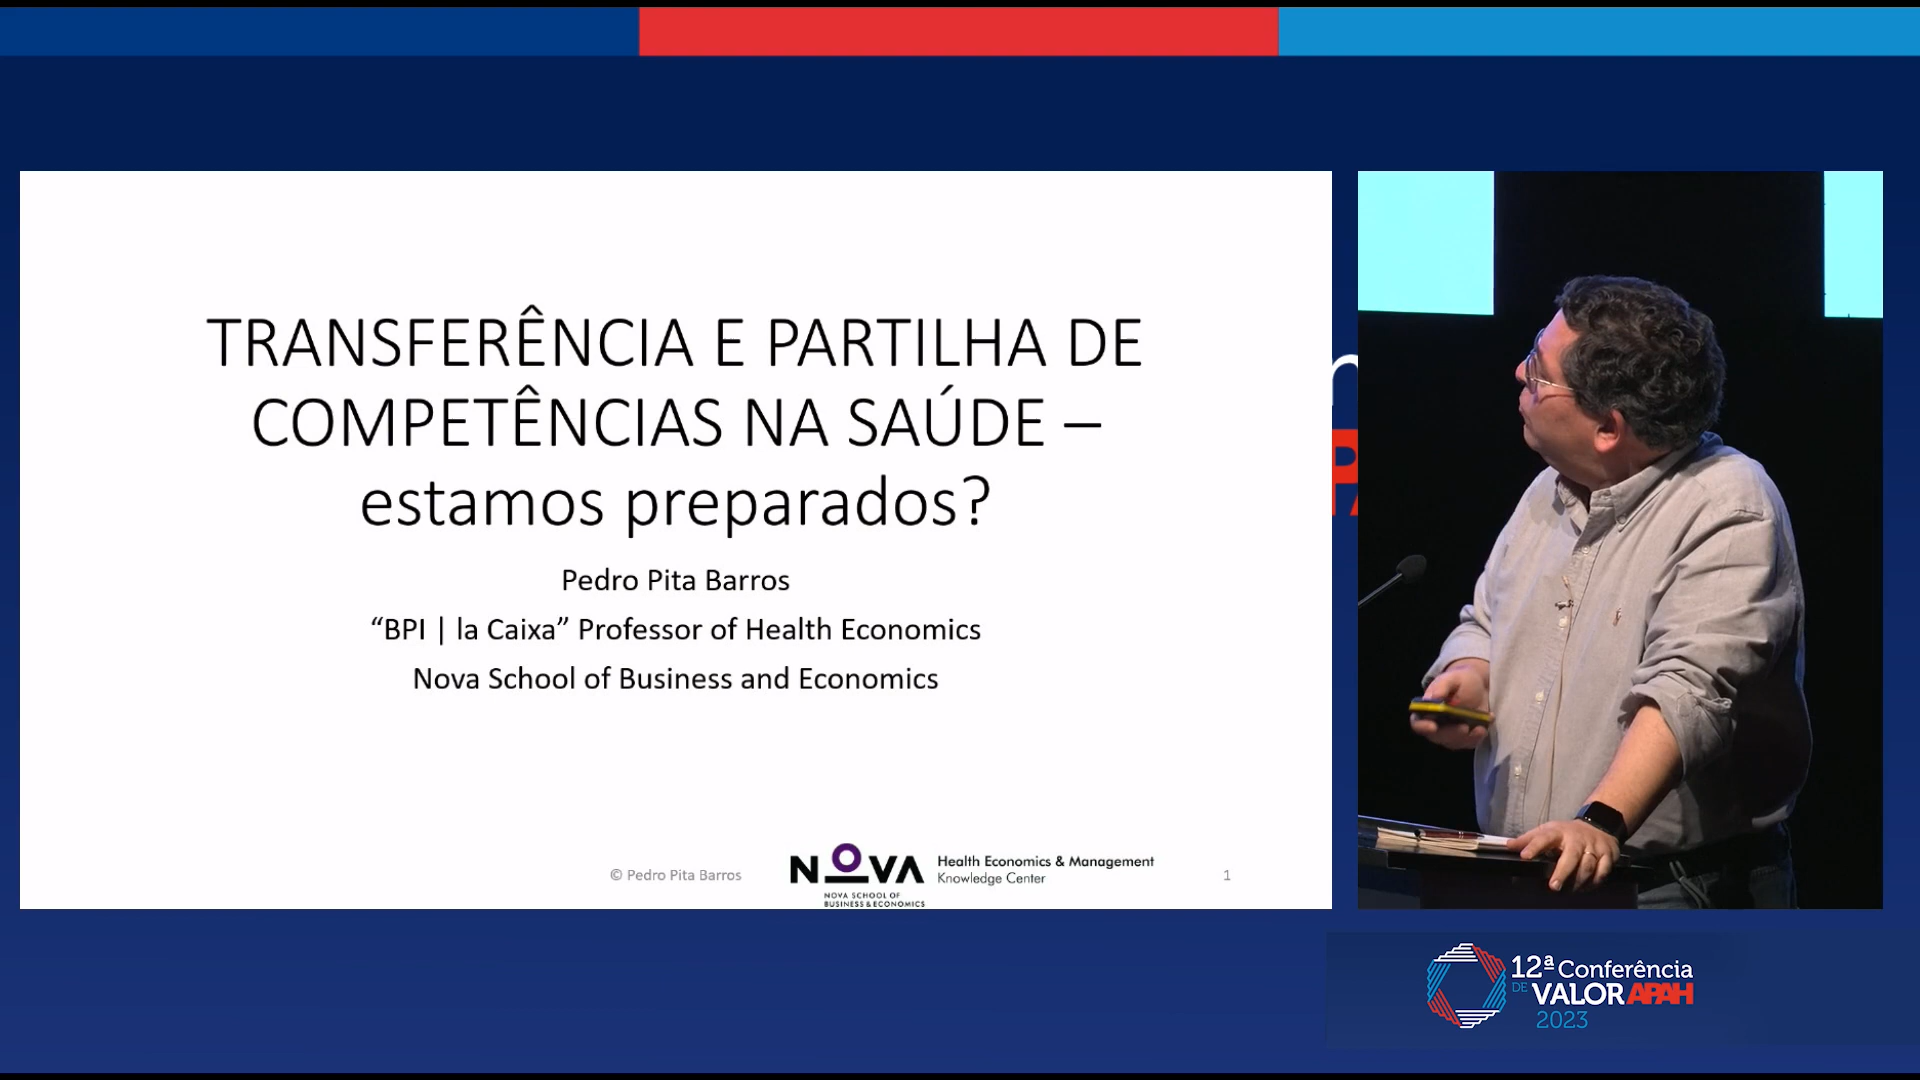 TRANSFERÊNCIA E PARTILHA DE
COMPETÊNCIAS NA SAÚDE –
estamos preparados?
Pedro Pita Barros
“BPI | la Caixa” Professor of Health Economics
Nova School of Business and Economics
© Pedro Pita Barros
NOVA
NOVA SCHOOL OF
BUSINESS & ECONOMICS
Health Economics & Management
Knowledge Center
1
12ª Conferência
DE VALOR APAH
2023